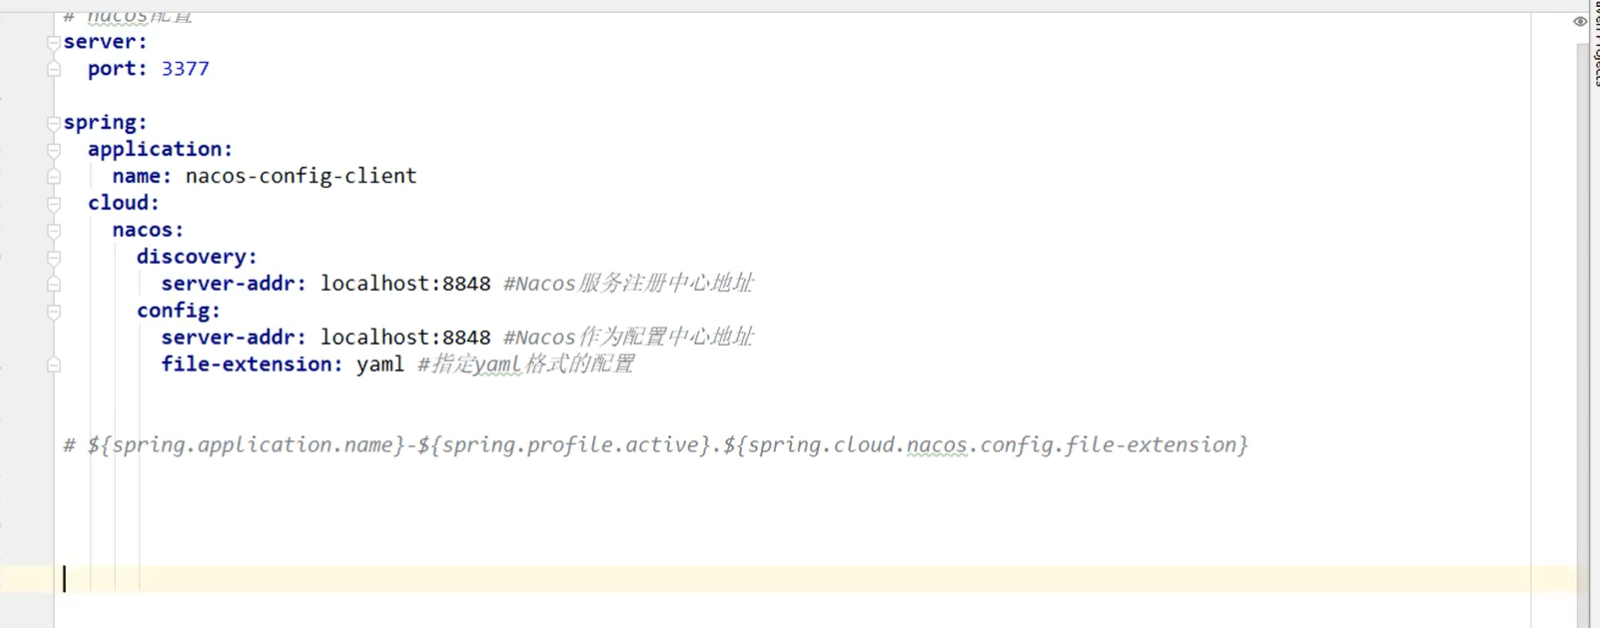 # nacos配置
server:
  port: 3377

spring:
  application:
    name: nacos-config-client
  cloud:
    nacos:
      discovery:
        server-addr: localhost:8848 #Nacos服务注册中心地址
      config:
        server-addr: localhost:8848 #Nacos作为配置中心地址
        file-extension: yaml #指定yaml格式的配置

# ${spring.application.name}-${spring.profile.active}.${spring.cloud.nacos.config.file-extension}
Projects